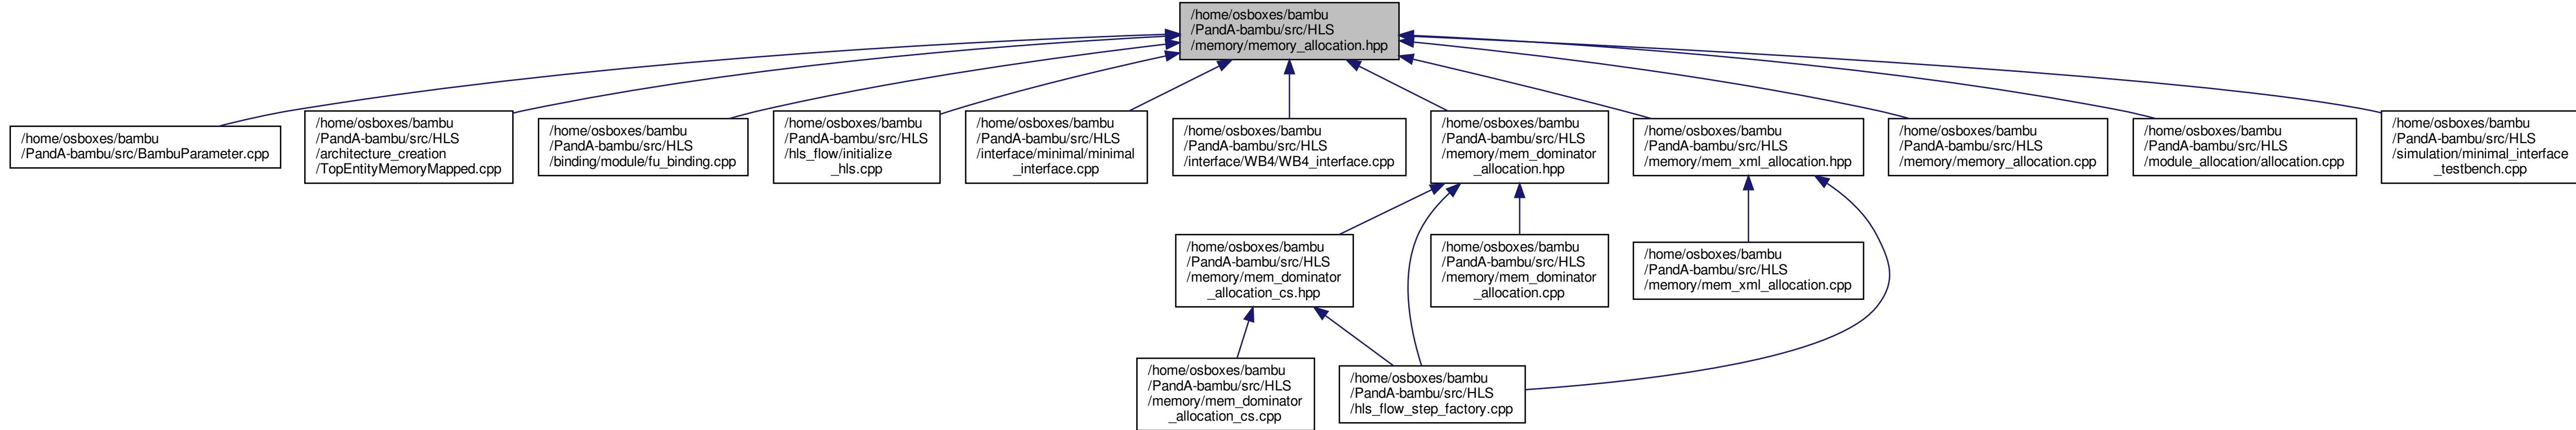 /home/osboxes/bambu
/PandA-bambu/src/HLS
/memory/memory_allocation.hpp
/home/osboxes/bambu
/PandA-bambu/src/BambuParameter.cpp
/home/osboxes/bambu
/PandA-bambu/src/HLS
/architecture_creation
/TopEntityMemoryMapped.cpp
/home/osboxes/bambu
/PandA-bambu/src/HLS
/binding/module/fu_binding.cpp
/home/osboxes/bambu
/PandA-bambu/src/HLS
/hls_flow/initialize
_hls.cpp
/home/osboxes/bambu
/PandA-bambu/src/HLS
/interface/minimal/minimal
_interface.cpp
/home/osboxes/bambu
/PandA-bambu/src/HLS
/interface/WB4/WB4_interface.cpp
/home/osboxes/bambu
/PandA-bambu/src/HLS
/memory/mem_dominator
_allocation.hpp
/home/osboxes/bambu
/PandA-bambu/src/HLS
/memory/mem_xml_allocation.hpp
/home/osboxes/bambu
/PandA-bambu/src/HLS
/memory/memory_allocation.cpp
/home/osboxes/bambu
/PandA-bambu/src/HLS
/module_allocation/allocation.cpp
/home/osboxes/bambu
/PandA-bambu/src/HLS
/simulation/minimal_interface
_testbench.cpp
/home/osboxes/bambu
/PandA-bambu/src/HLS
/memory/mem_dominator
_allocation_cs.hpp
/home/osboxes/bambu
/PandA-bambu/src/HLS
/memory/mem_dominator
_allocation.cpp
/home/osboxes/bambu
/PandA-bambu/src/HLS
/memory/mem_xml_allocation.cpp
/home/osboxes/bambu
/PandA-bambu/src/HLS
/memory/mem_dominator
_allocation_cs.cpp
/home/osboxes/bambu
/PandA-bambu/src/HLS
/hls_flow_step_factory.cpp